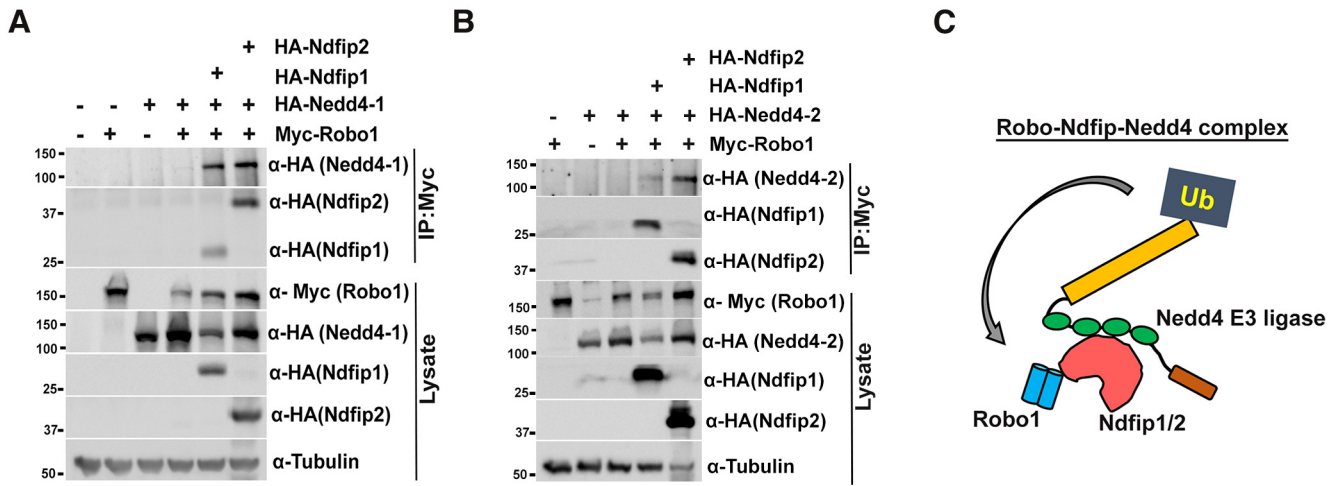 A
+ HA-Ndfip2
+ HA-Ndfip1
- - + + + + HA-Nedd4-1
- + - + + + Myc-Robo1
150
100
α-HA (Nedd4-1)
37
α-HA(Ndfip2)
25
α-HA(Ndfip1)
IP:Myc
150
α- Myc (Robo1)
150
100
α-HA (Nedd4-1)
25
α-HA(Ndfip1)
37
α-HA(Ndfip2)
50
α-Tubulin
Lysate
B
+ HA-Ndfip2
+ HA-Ndfip1
- + + + + HA-Nedd4-2
+ - + + + Myc-Robo1
150
100
α-HA (Nedd4-2)
25
α-HA(Ndfip1)
37
α-HA(Ndfip2)
IP:Myc
150
α- Myc (Robo1)
150
100
α-HA (Nedd4-2)
25
α-HA(Ndfip1)
37
α-HA(Ndfip2)
50
α-Tubulin
Lysate
C
Robo-Ndfip-Nedd4 complex
Ub
Nedd4 E3 ligase
Robo1
Ndfip1/2